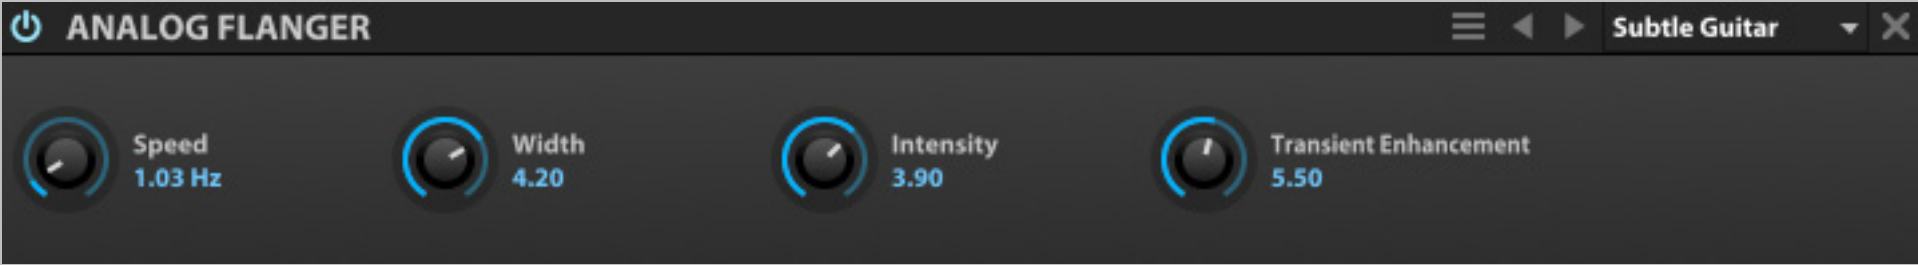 ANALOG FLANGER
Subtle Guitar
Speed
1.03 Hz
Width
4.20
Intensity
3.90
Transient Enhancement
5.50